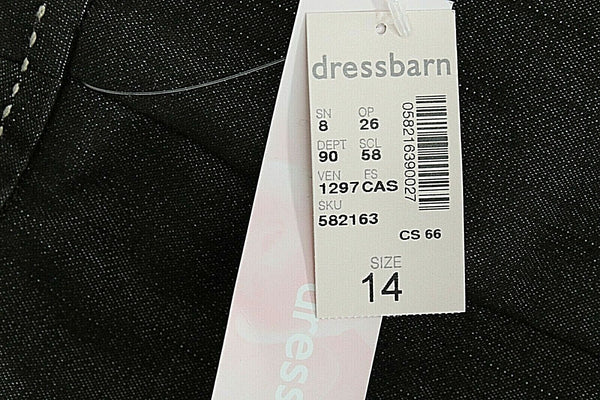 dressbarn
SN OP
8 26
DEPT SCL
90 58
VEN FS
1297 CAS
SKU
582163
CS 66
SIZE
14
058216390027
dress